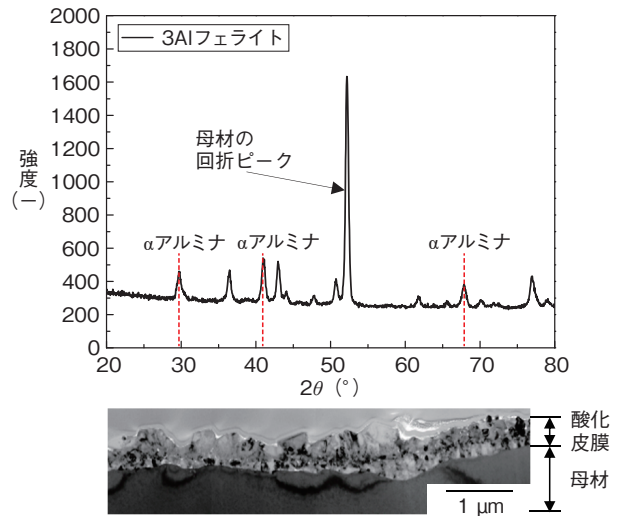 2000
1800
1600
1400
1200
1000
800
600
400
200
0
強度(—)
3Alフェライト
母材の
回折ピーク
αアルミナ
αアルミナ
αアルミナ
20
30
40
50
60
70
80
2θ (°)
酸化
皮膜
母材
1 μm